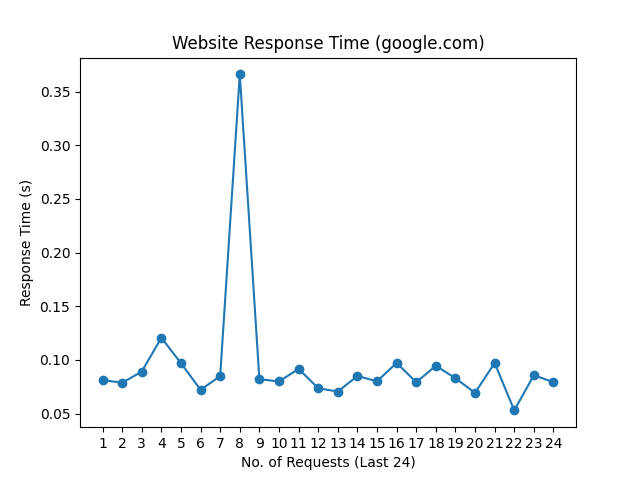 Website Response Time (google.com)
0.35
0.30
0.25
0.20
0.15
0.10
0.05
Response Time (s)
1 2 3 4 5 6 7 8 9 10 11 12 13 14 15 16 17 18 19 20 21 22 23 24
No. of Requests (Last 24)